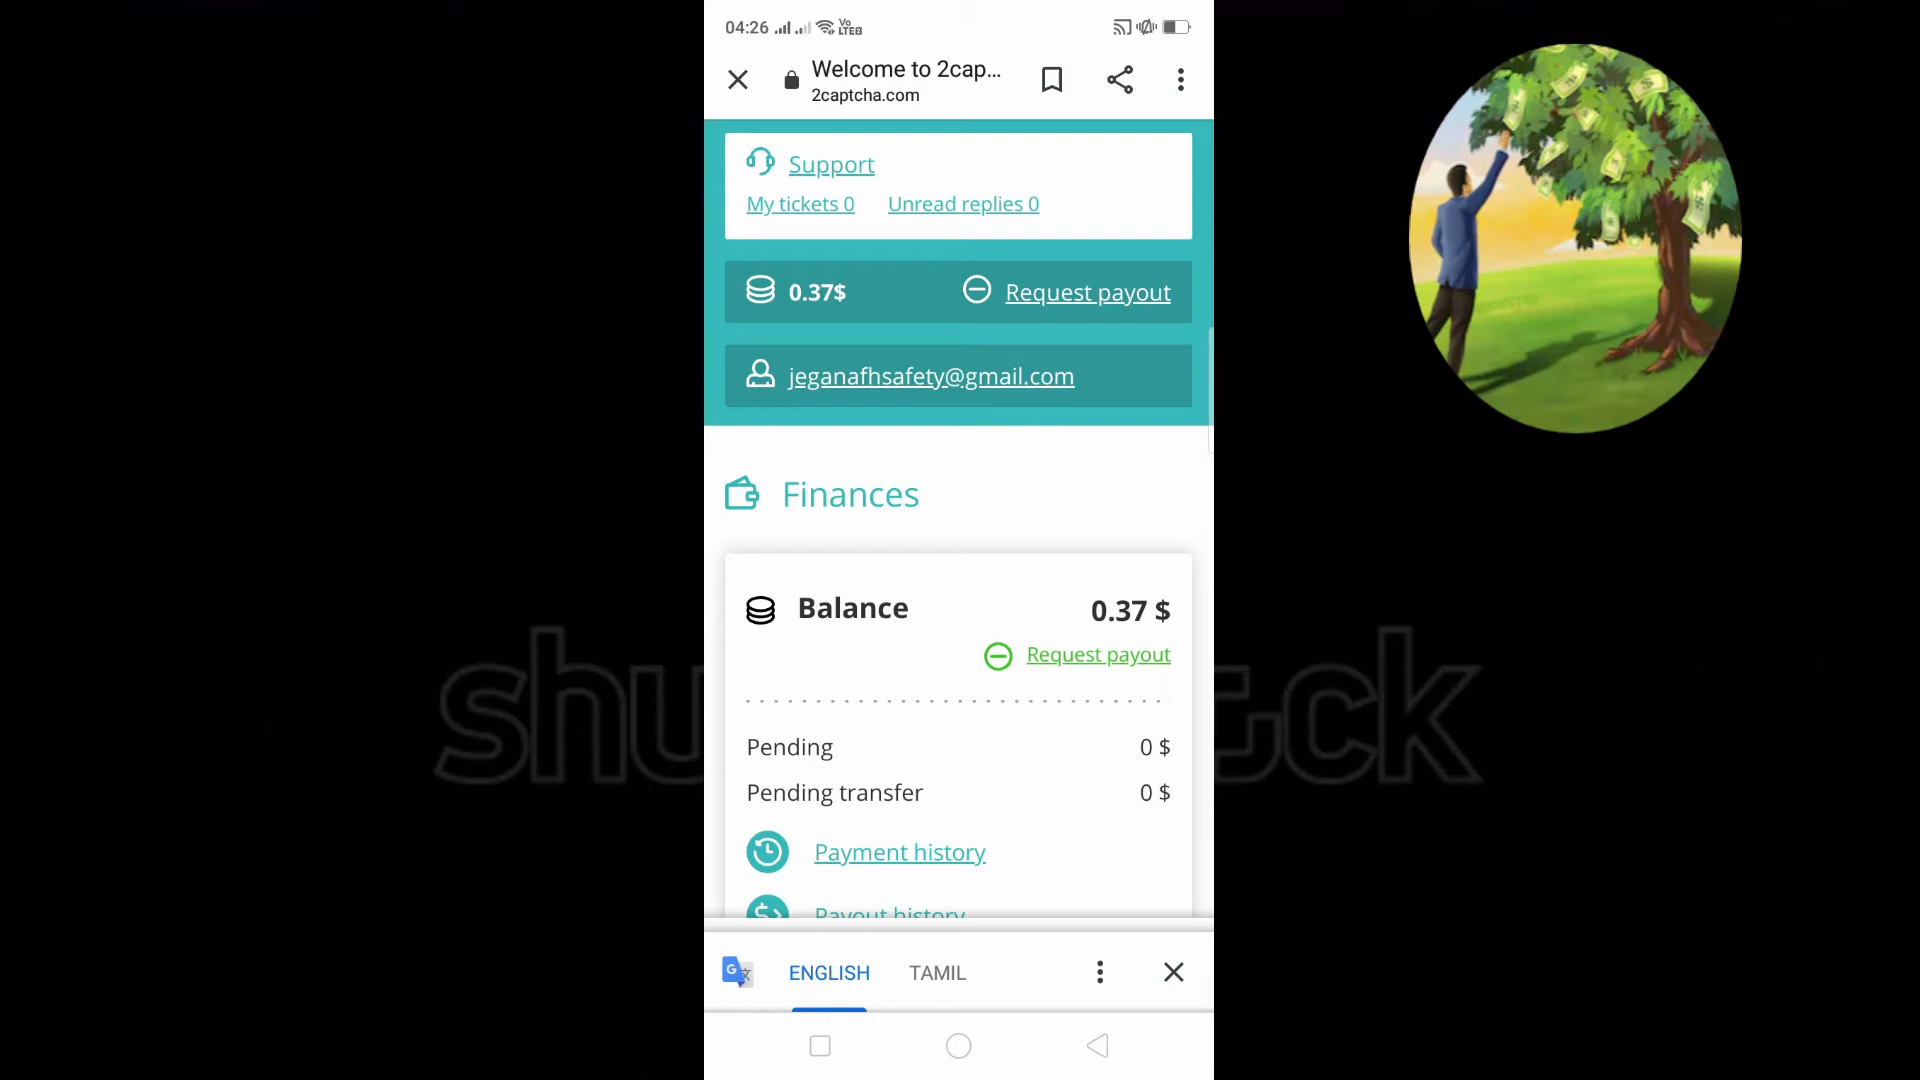 04:26 Vo LTE2
Welcome to 2cap...
2captcha.com
Support
My tickets 0 Unread replies 0
0.37$ Request payout
jeganafhsafety@gmail.com
Finances
Balance 0.37 $
Request payout
Pending 0 $
Pending transfer 0 $
Payment history
Payout history
ENGLISH TAMIL